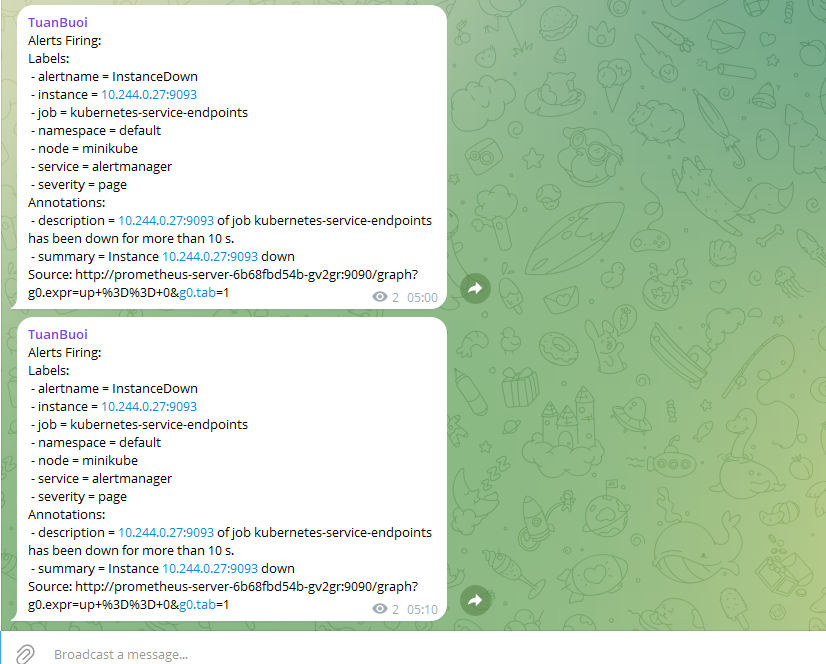 TuanBuoi
Alerts Firing:
Labels:
- alertname = InstanceDown
- instance = 10.244.0.27:9093
- job = kubernetes-service-endpoints
- namespace = default
- node = minikube
- service = alertmanager
- severity = page
Annotations:
- description = 10.244.0.27:9093 of job kubernetes-service-endpoints
has been down for more than 10 s.
- summary = Instance 10.244.0.27:9093 down
Source: http://prometheus-server-6b68fbd54b-gv2gr:9090/graph?
g0.expr=up+%3D%3D+0&g0.tab=1
2 05:00
TuanBuoi
Alerts Firing:
Labels:
- alertname = InstanceDown
- instance = 10.244.0.27:9093
- job = kubernetes-service-endpoints
- namespace = default
- node = minikube
- service = alertmanager
- severity = page
Annotations:
- description = 10.244.0.27:9093 of job kubernetes-service-endpoints
has been down for more than 10 s.
- summary = Instance 10.244.0.27:9093 down
Source: http://prometheus-server-6b68fbd54b-gv2gr:9090/graph?
g0.expr=up+%3D%3D+0&g0.tab=1
2 05:10
Broadcast a message...